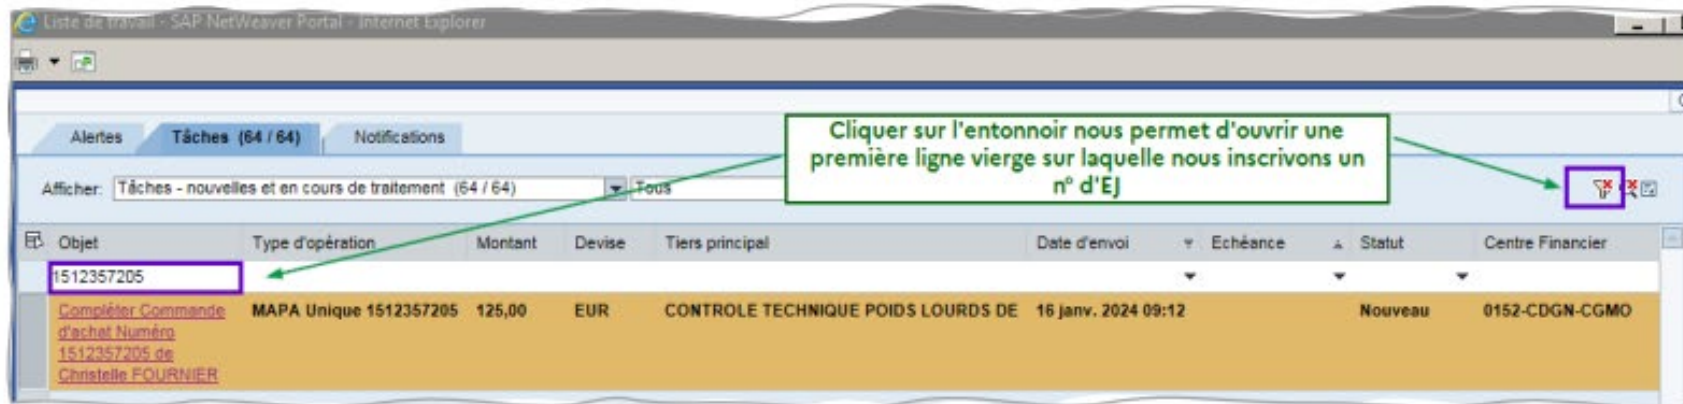 Liste de travail - SAP NetWeaver Portal - Internet Explorer
Alertes Tâches (64 / 64) Notifications
Cliquer sur l'entonnoir nous permet d'ouvrir une
première ligne vierge sur laquelle nous inscrivons un
n° d'EJ
Afficher: Tâches - nouvelles et en cours de traitement (64 / 64) Tous
Objet Type d'opération Montant Devise Tiers principal Date d'envoi Echéance Statut Centre Financier
1512357205
Compléter Commande MAPA Unique 1512357205 125,00 EUR CONTROLE TECHNIQUE POIDS LOURDS DE 16 janv. 2024 09:12 Nouveau 0152-CDGN-CGMO
d'achat Numéro
1512357205 de
Christelle FOURNIER